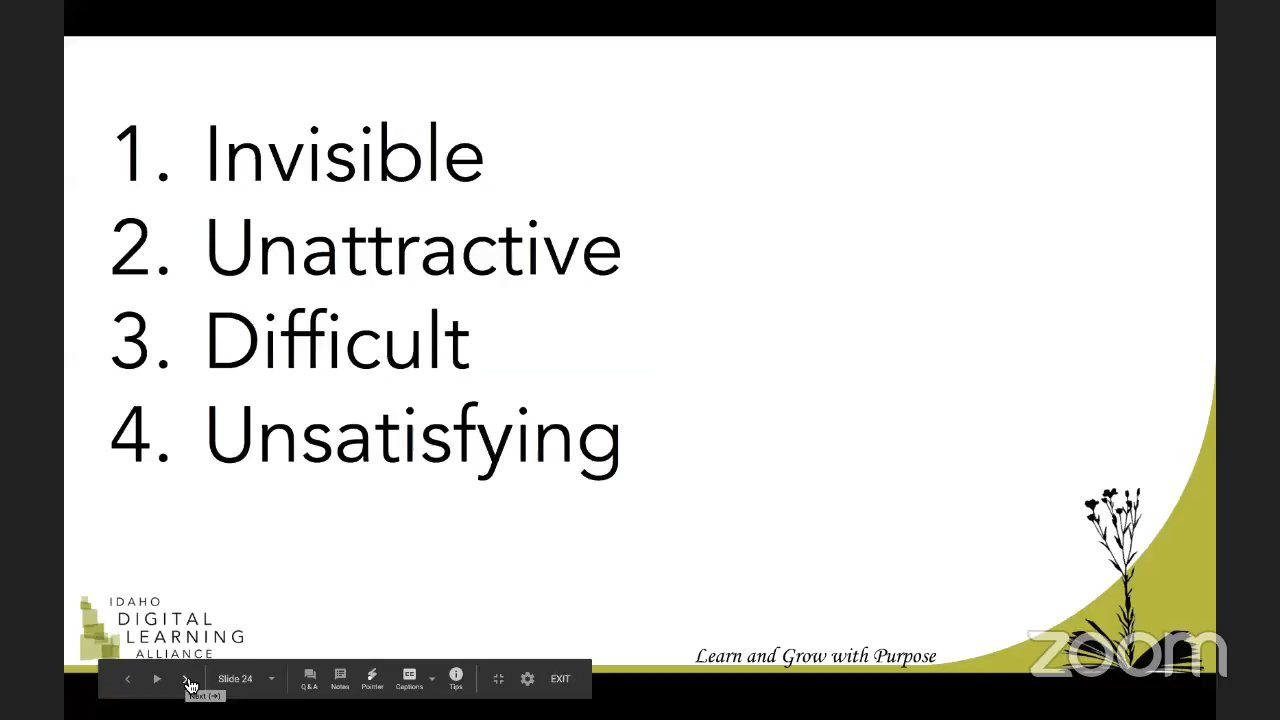 1. Invisible
2. Unattractive
3. Difficult
4. Unsatisfying
IDAHO
DIGITAL
LEARNING
ALLIANCE
Learn and Grow with Purpose
zoom
Slide 24
Q&A
Notes
Pointer
Captions
Tips
EXIT
Next (→)